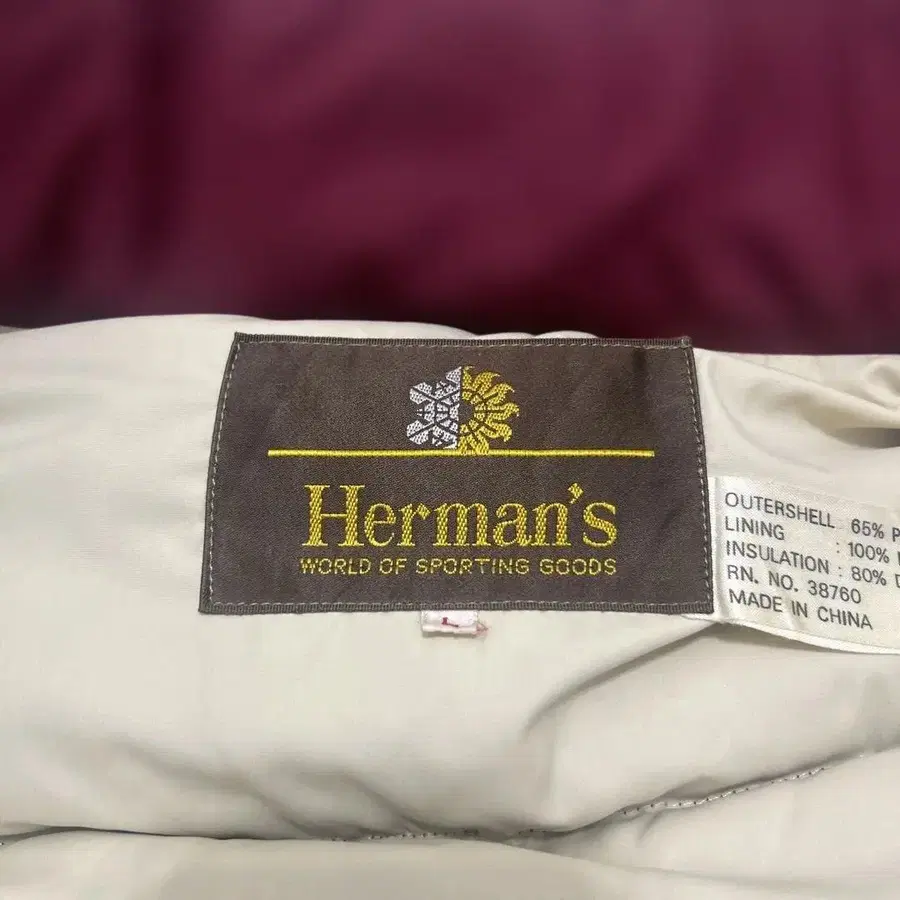 Herman's
WORLD OF SPORTING GOODS
L
OUTERSHELL : 65% P
LINING : 100%
INSULATION : 80%
RN. NO. 38760
MADE IN CHINA